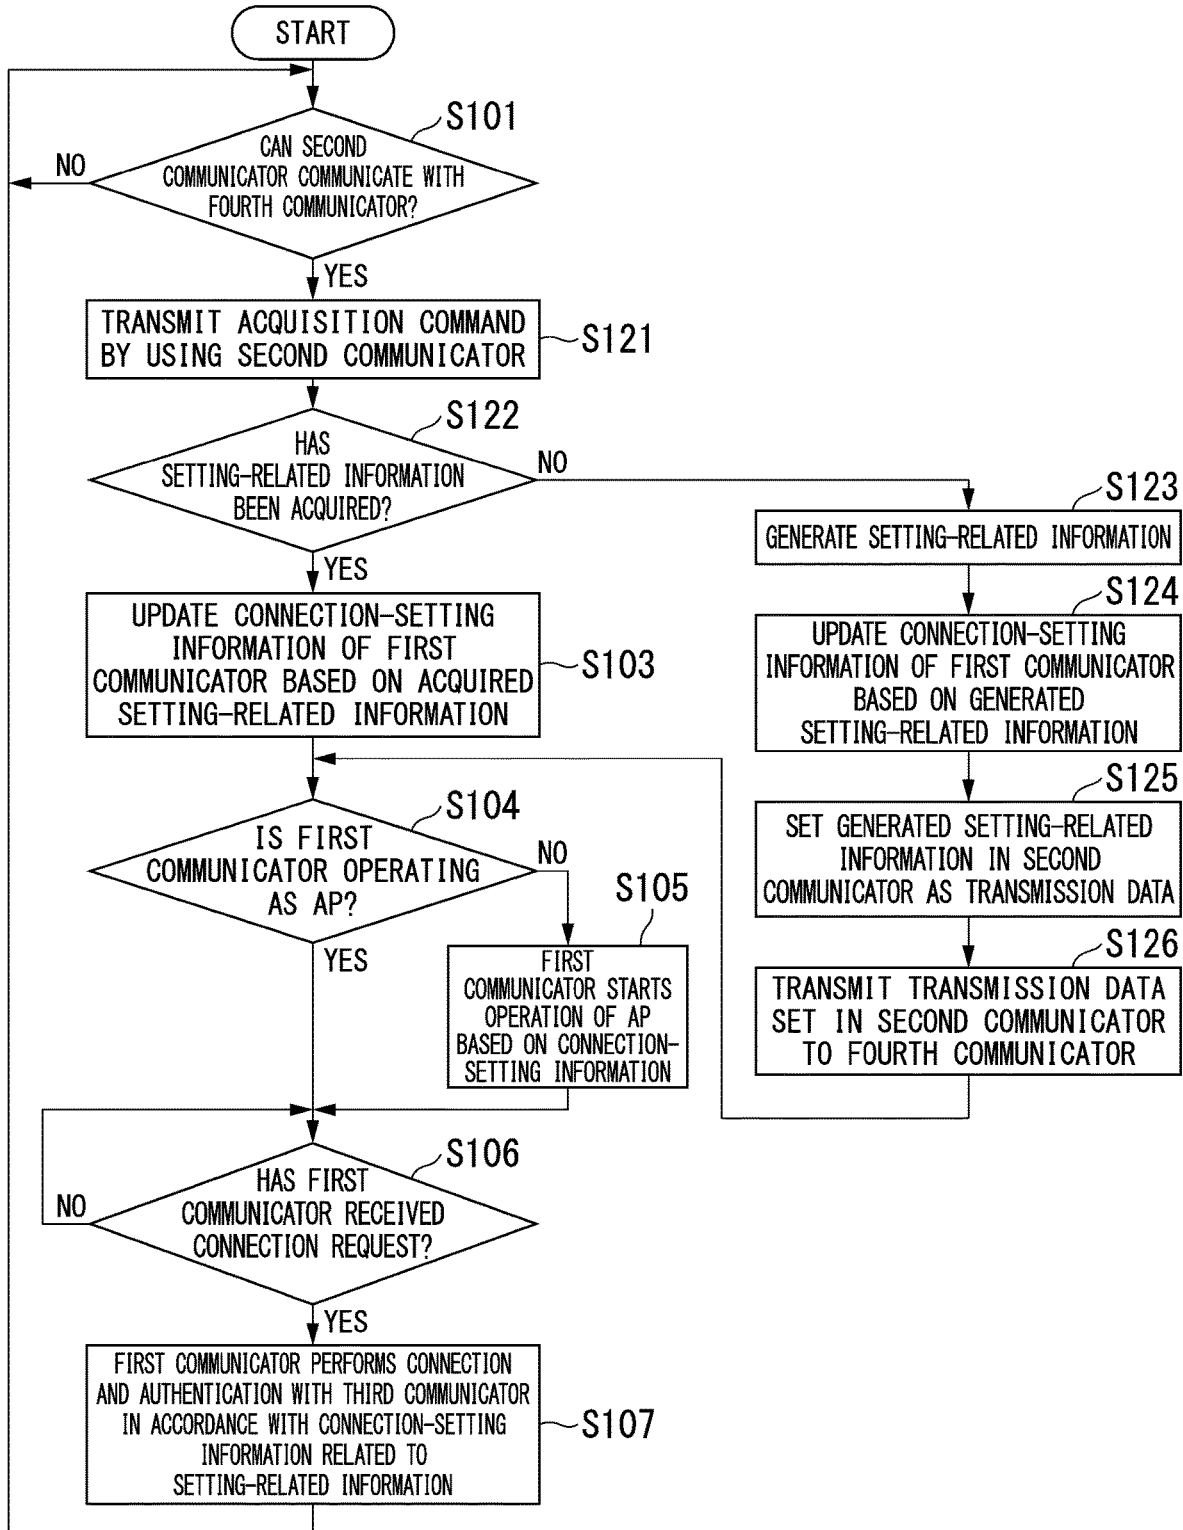 START
S101
CAN SECOND
COMMUNICATOR COMMUNICATE WITH
FOURTH COMMUNICATOR?
NO
YES
TRANSMIT ACQUISITION COMMAND
BY USING SECOND COMMUNICATOR
S121
S122
HAS
SETTING-RELATED INFORMATION
BEEN ACQUIRED?
NO
YES
S123
GENERATE SETTING-RELATED INFORMATION
S124
UPDATE CONNECTION-SETTING
INFORMATION OF FIRST COMMUNICATOR
BASED ON GENERATED
SETTING-RELATED INFORMATION
S125
SET GENERATED SETTING-RELATED
INFORMATION IN SECOND
COMMUNICATOR AS TRANSMISSION DATA
S126
TRANSMIT TRANSMISSION DATA
SET IN SECOND COMMUNICATOR
TO FOURTH COMMUNICATOR
UPDATE CONNECTION-SETTING
INFORMATION OF FIRST
COMMUNICATOR BASED ON ACQUIRED
SETTING-RELATED INFORMATION
S103
S104
IS FIRST
COMMUNICATOR OPERATING
AS AP?
NO
YES
S105
FIRST
COMMUNICATOR STARTS
OPERATION OF AP
BASED ON CONNECTION-
SETTING INFORMATION
S106
HAS FIRST
COMMUNICATOR RECEIVED
CONNECTION REQUEST?
NO
YES
FIRST COMMUNICATOR PERFORMS CONNECTION
AND AUTHENTICATION WITH THIRD COMMUNICATOR
IN ACCORDANCE WITH CONNECTION-SETTING
INFORMATION RELATED TO
SETTING-RELATED INFORMATION
S107